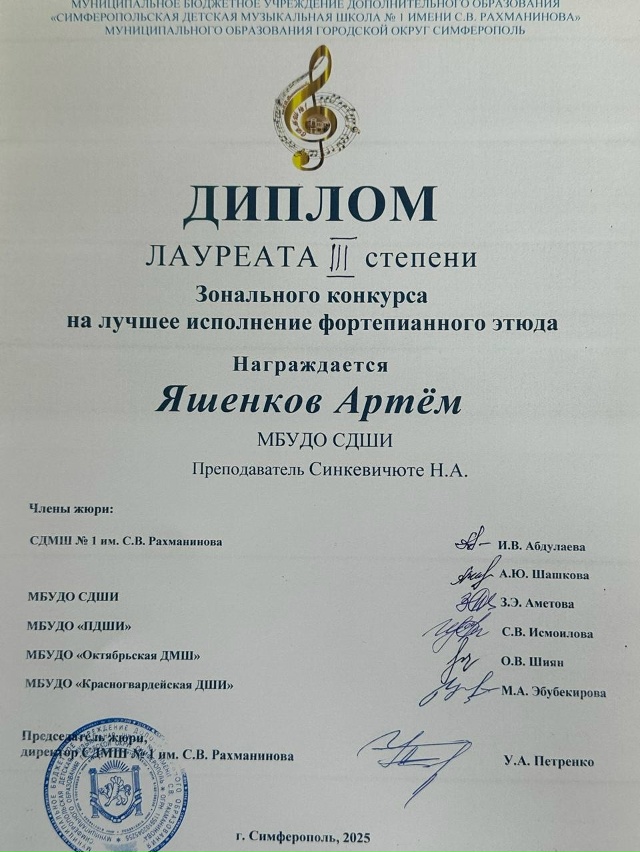 МУНИЦИПАЛЬНОЕ БЮДЖЕТНОЕ УЧРЕЖДЕНИЕ ДОПОЛНИТЕЛЬНОГО ОБРАЗОВАНИЯ
«СИМФЕРОПОЛЬСКАЯ ДЕТСКАЯ МУЗЫКАЛЬНАЯ ШКОЛА № 1 ИМЕНИ С.В. РАХМАНИНОВА»
МУНИЦИПАЛЬНОГО ОБРАЗОВАНИЯ ГОРОДСКОЙ ОКРУГ СИМФЕРОПОЛЬ
ДИПЛОМ
ЛАУРЕАТА III степени
Зонального конкурса
на лучшее исполнение фортепианного этюда
Награждается
Яшенков Артём
МБУДО СДШИ
Преподаватель Синкевичюте Н.А.
Члены жюри:
СДМШ № 1 им. С.В. Рахманинова И.В. Абдулаева
А.Ю. Шашкова
МБУДО СДШИ З.Э. Аметова
МБУДО «ПДШИ» С.В. Исмоилова
МБУДО «Октябрьская ДМШ» О.В. Шиян
МБУДО «Красногвардейская ДШИ» М.А. Эбубекирова
Председатель жюри,
директор СДМШ № 1 им. С.В. Рахманинова У.А. Петренко
г. Симферополь, 2025